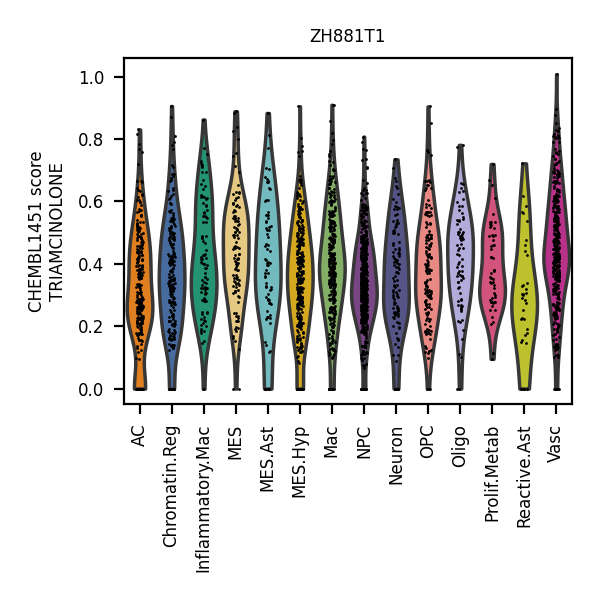 ZH881T1
CHEMBL1451 score
TRIAMCINOLONE
1.0
0.8
0.6
0.4
0.2
0.0
AC
Chromatin.Reg
Inflammatory.Mac
MES
MES.Ast
MES.Hyp
Mac
NPC
Neuron
OPC
Oligo
Prolif.Metab
Reactive.Ast
Vasc